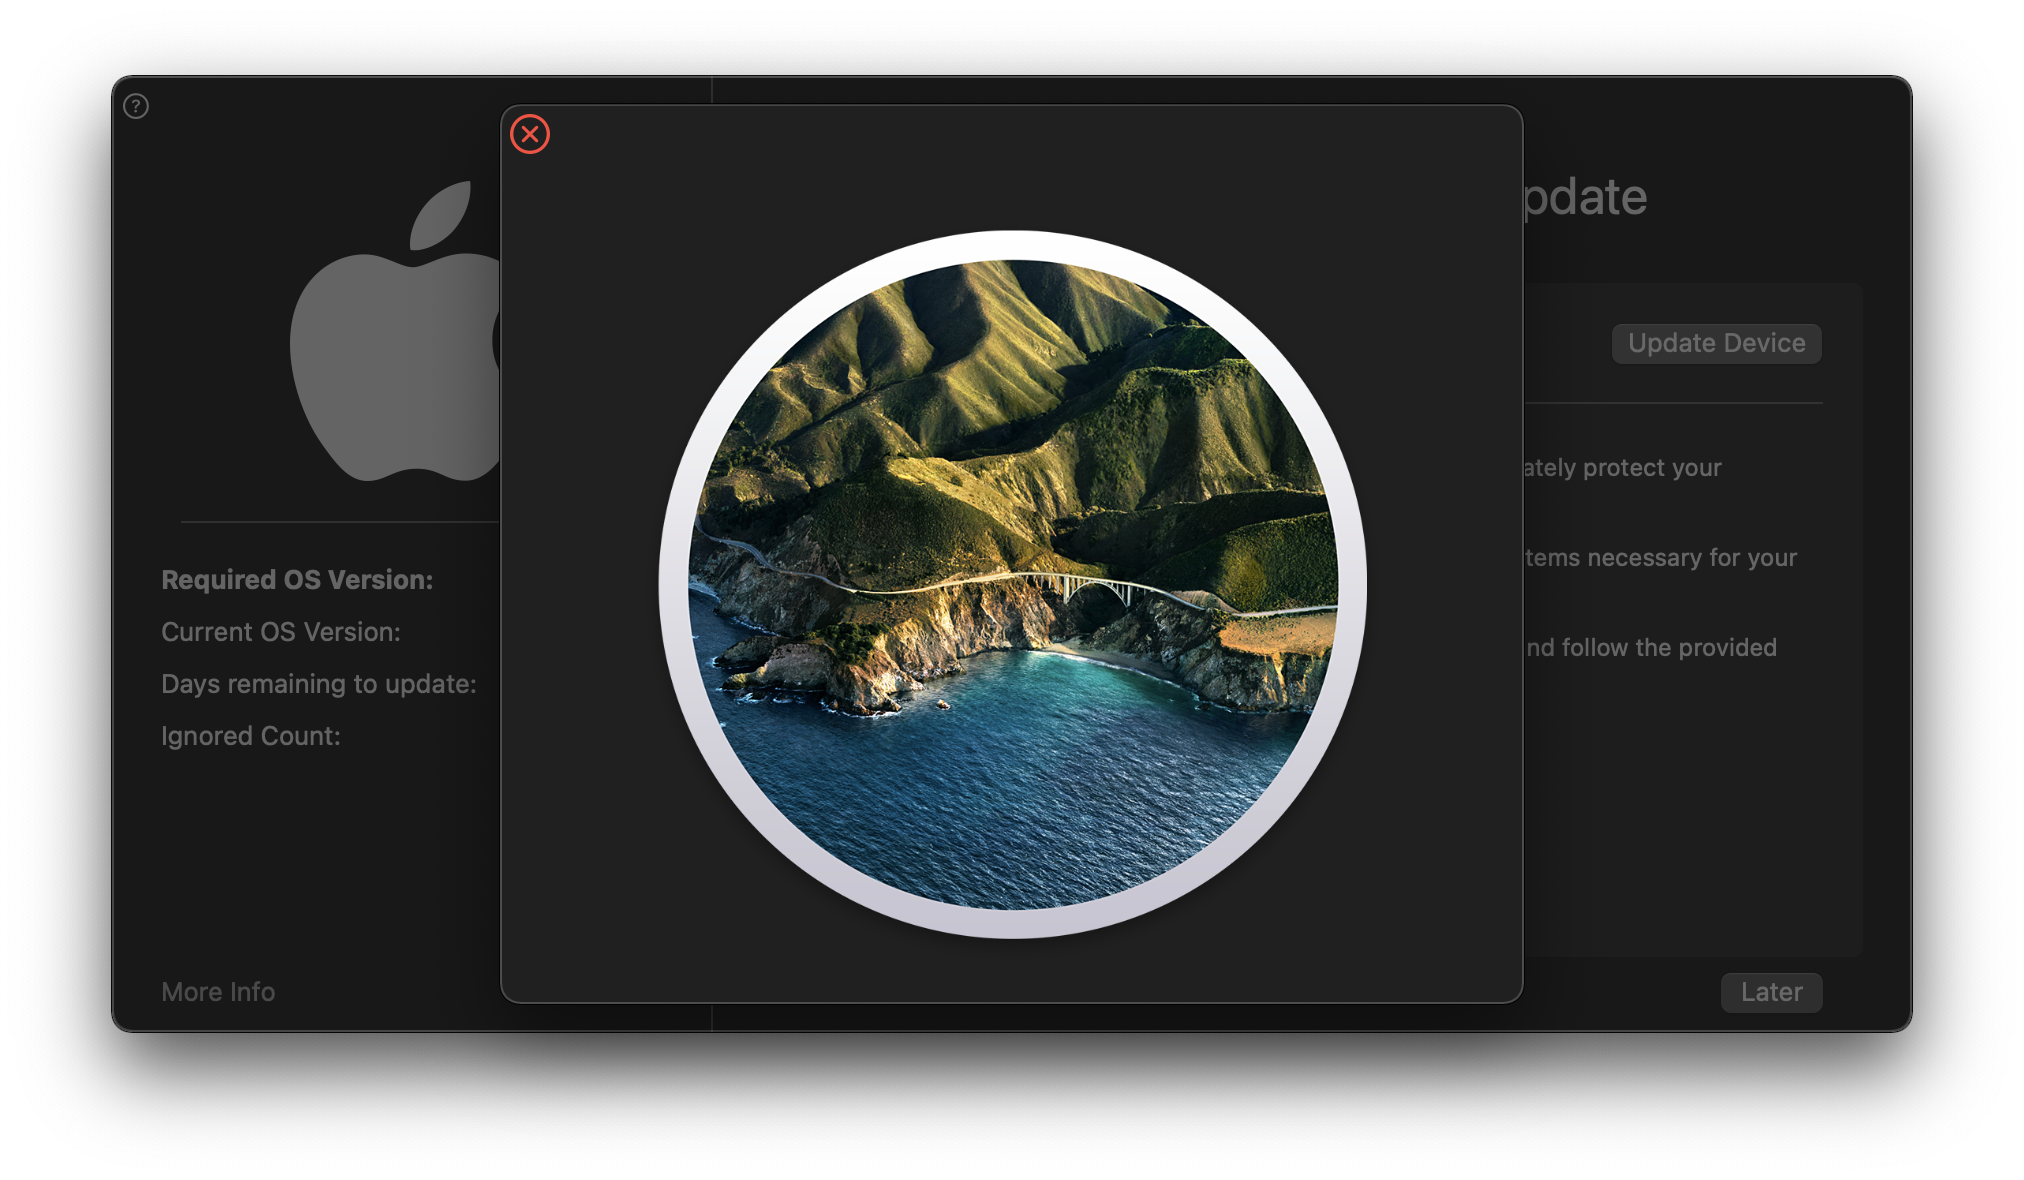 ?
pdate
Update Device
ately protect your
tems necessary for your
nd follow the provided
Required OS Version:
Current OS Version:
Days remaining to update:
Ignored Count:
More Info
Later